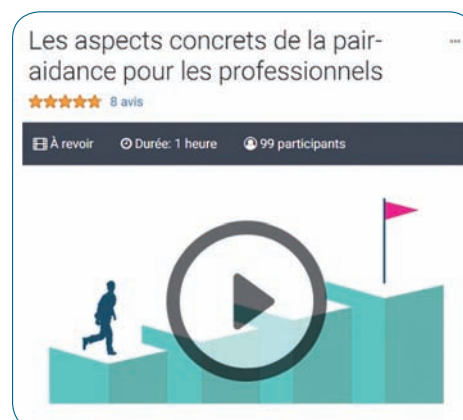 Les aspects concrets de la pair-
aidance pour les professionnels
8 avis
À revoir Durée: 1 heure 99 participants